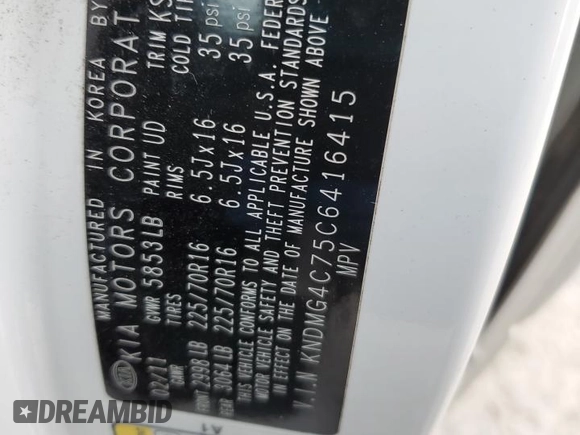 MANUFACTURED IN KOREA BY
KIA MOTORS CORPORAT
GVWR 5853LB PAINT UD TRIM KS
TIRES RIMS COLD TI
FRONT 2998LB 225/70R16 6.5Jx16 35 psi
REAR 3064LB 225/70R16 6.5Jx16 35 psi
THIS VEHICLE CONFORMS TO ALL APPLICABLE U.S.A. FEDER
MOTOR VEHICLE SAFETY AND THEFT PREVENTION STANDARDS
IN EFFECT ON THE DATE OF MANUFACTURE SHOWN ABOVE
V.I.N KNDMG4C75C6416415
MPV
A1
DREAMBID